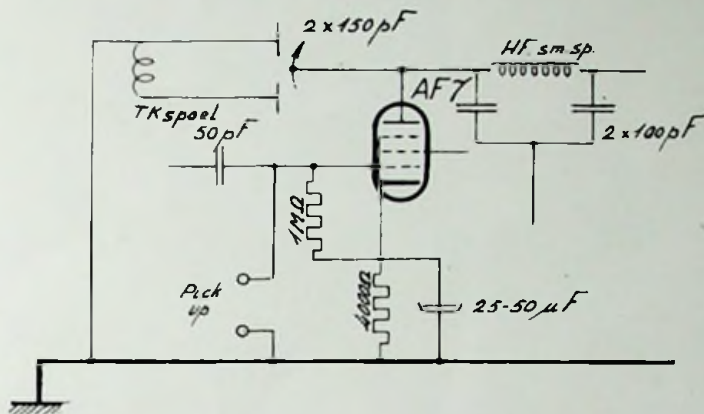 2 x 150 pF
HF sm sp.
TK spoel
AF7
50 pF
2 x 100 pF
1MΩ
Pick
up
4000Ω
25-50 µF